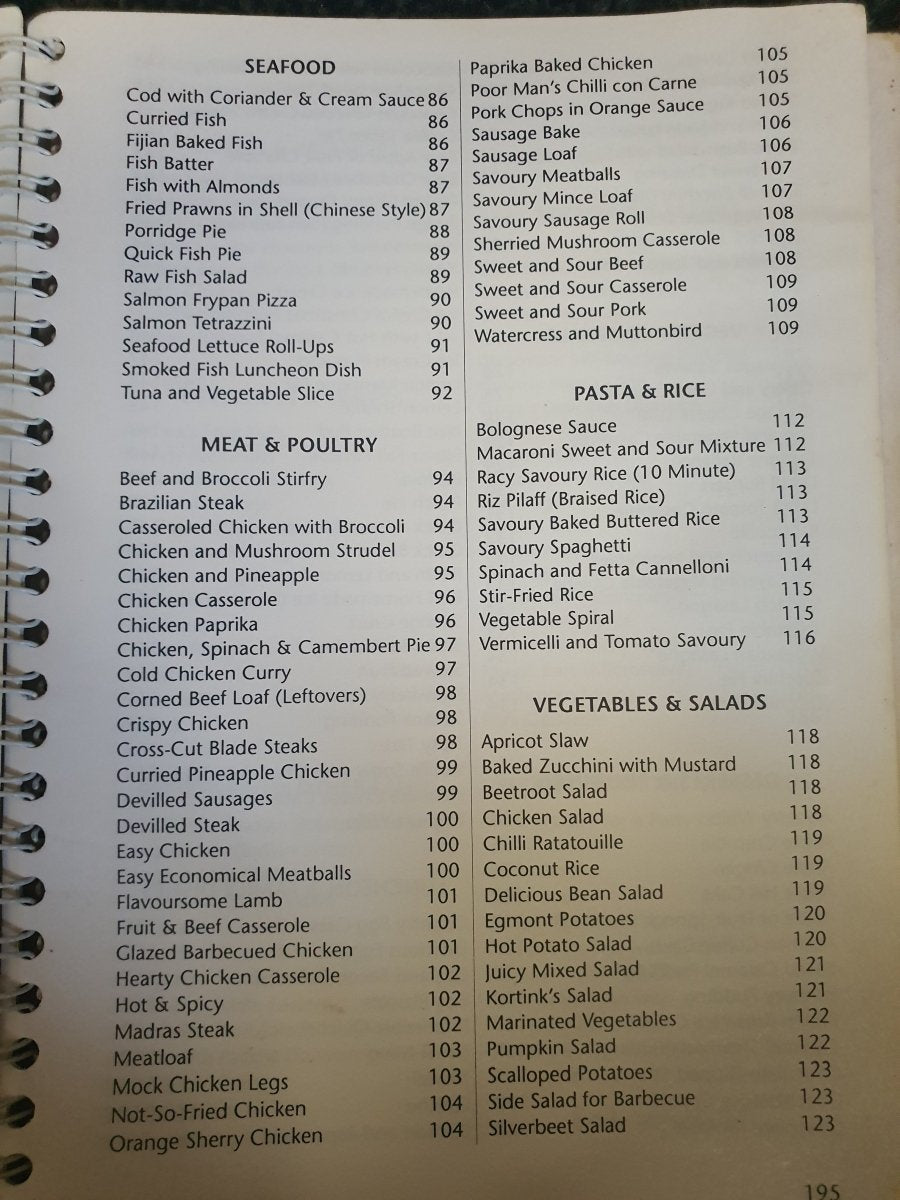 SEAFOOD
Cod with Coriander & Cream Sauce 86
Curried Fish 86
Fijian Baked Fish 86
Fish Batter 87
Fish with Almonds 87
Fried Prawns in Shell (Chinese Style) 87
Porridge Pie 88
Quick Fish Pie 89
Raw Fish Salad 89
Salmon Frypan Pizza 90
Salmon Tetrazzini 90
Seafood Lettuce Roll-Ups 91
Smoked Fish Luncheon Dish 91
Tuna and Vegetable Slice 92
MEAT & POULTRY
Beef and Broccoli Stirfry 94
Brazilian Steak 94
Casseroled Chicken with Broccoli 94
Chicken and Mushroom Strudel 95
Chicken and Pineapple 95
Chicken Casserole 96
Chicken Paprika 96
Chicken, Spinach & Camembert Pie 97
Cold Chicken Curry 97
Corned Beef Loaf (Leftovers) 98
Crispy Chicken 98
Cross-Cut Blade Steaks 98
Curried Pineapple Chicken 99
Devilled Sausages 99
Devilled Steak 100
Easy Chicken 100
Easy Economical Meatballs 100
Flavoursome Lamb 101
Fruit & Beef Casserole 101
Glazed Barbecued Chicken 101
Hearty Chicken Casserole 102
Hot & Spicy 102
Madras Steak 102
Meatloaf 103
Mock Chicken Legs 103
Not-So-Fried Chicken 104
Orange Sherry Chicken 104
Paprika Baked Chicken 105
Poor Man's Chilli con Carne 105
Pork Chops in Orange Sauce 105
Sausage Bake 106
Sausage Loaf 106
Savoury Meatballs 107
Savoury Mince Loaf 107
Savoury Sausage Roll 108
Sherried Mushroom Casserole 108
Sweet and Sour Beef 108
Sweet and Sour Casserole 109
Sweet and Sour Pork 109
Watercress and Muttonbird 109
PASTA & RICE
Bolognese Sauce 112
Macaroni Sweet and Sour Mixture 112
Racy Savoury Rice (10 Minute) 113
Riz Pilaff (Braised Rice) 113
Savoury Baked Buttered Rice 113
Savoury Spaghetti 114
Spinach and Fetta Cannelloni 114
Stir-Fried Rice 115
Vegetable Spiral 115
Vermicelli and Tomato Savoury 116
VEGETABLES & SALADS
Apricot Slaw 118
Baked Zucchini with Mustard 118
Beetroot Salad 118
Chicken Salad 118
Chilli Ratatouille 119
Coconut Rice 119
Delicious Bean Salad 119
Egmont Potatoes 120
Hot Potato Salad 120
Juicy Mixed Salad 121
Kortink's Salad 121
Marinated Vegetables 122
Pumpkin Salad 122
Scalloped Potatoes 123
Side Salad for Barbecue 123
Silverbeet Salad 123
195